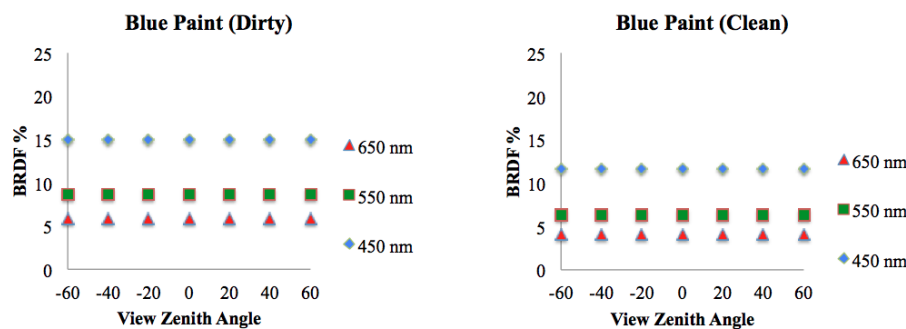 Blue Paint (Dirty)
25
20
15
10
5
0
BRDF %
-60 -40 -20 0 20 40 60
View Zenith Angle
650 nm
550 nm
450 nm
Blue Paint (Clean)
25
20
15
10
5
0
BRDF %
-60 -40 -20 0 20 40 60
View Zenith Angle
650 nm
550 nm
450 nm